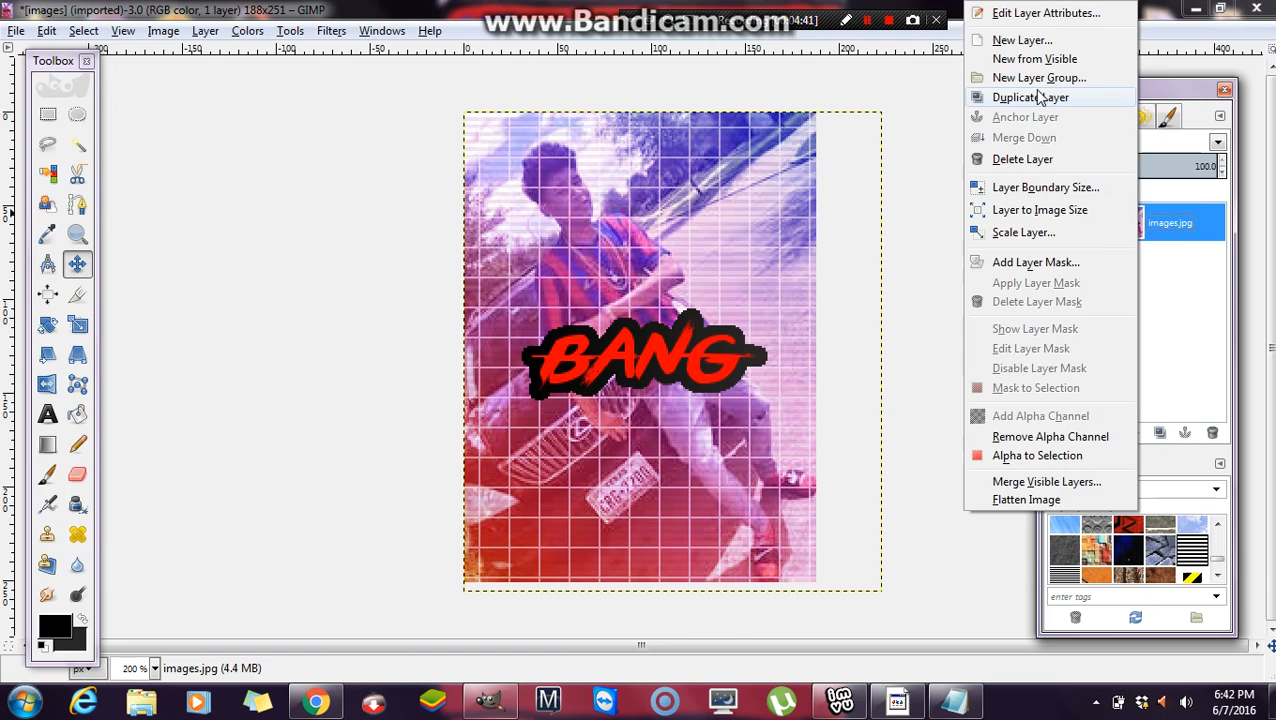 *[images] (imported)-3.0 (RGB color, 1 layer) 188x251 – GIMP
www.Bandicam.com
File Edit Select View Image Layer Colors Tools Filters Windows Help
Toolbox
BANG
Edit Layer Attributes...
New Layer...
New from Visible
New Layer Group...
Duplicate Layer
Anchor Layer
Merge Down
Delete Layer
Layer Boundary Size...
Layer to Image Size
Scale Layer...
Add Layer Mask...
Apply Layer Mask
Delete Layer Mask
Show Layer Mask
Edit Layer Mask
Disable Layer Mask
Mask to Selection
Add Alpha Channel
Remove Alpha Channel
Alpha to Selection
Merge Visible Layers...
Flatten Image
100.0
images.jpg
enter tags
px
200 %
images.jpg (4.4 MB)
6:42 PM
6/7/2016